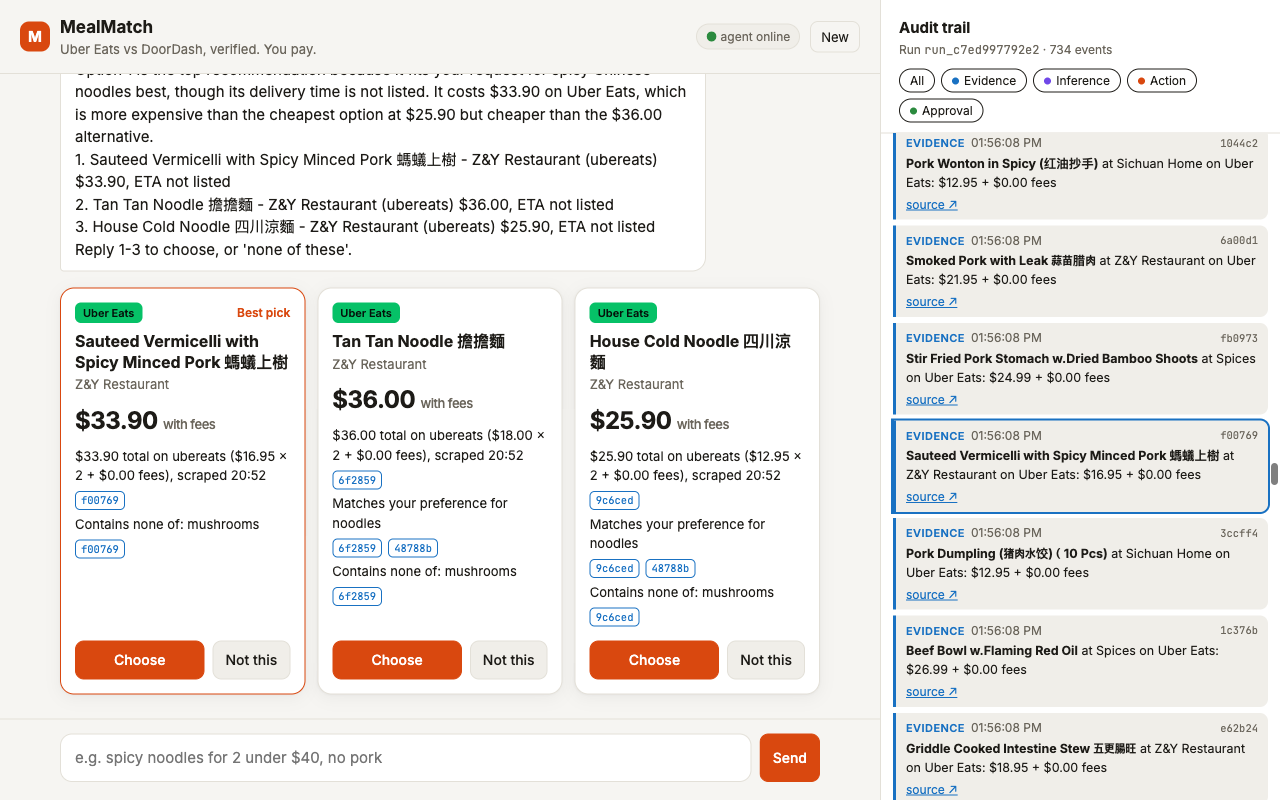 M
MealMatch
Uber Eats vs DoorDash, verified. You pay.
agent online
New
Option 1 is the top recommendation because it fits your request for spicy Chinese
noodles best, though its delivery time is not listed. It costs $33.90 on Uber Eats, which
is more expensive than the cheapest option at $25.90 but cheaper than the $36.00
alternative.
1. Sauteed Vermicelli with Spicy Minced Pork 螞蟻上樹 - Z&Y Restaurant (ubereats)
$33.90, ETA not listed
2. Tan Tan Noodle 擔擔麵 - Z&Y Restaurant (ubereats) $36.00, ETA not listed
3. House Cold Noodle 四川涼麵 - Z&Y Restaurant (ubereats) $25.90, ETA not listed
Reply 1-3 to choose, or 'none of these'.
Uber Eats
Best pick
Sauteed Vermicelli with
Spicy Minced Pork 螞蟻上樹
Z&Y Restaurant
$33.90 with fees
$33.90 total on ubereats ($16.95 ×
2 + $0.00 fees), scraped 20:52
f00769
Contains none of: mushrooms
f00769
Choose
Not this
Uber Eats
Tan Tan Noodle 擔擔麵
Z&Y Restaurant
$36.00 with fees
$36.00 total on ubereats ($18.00 ×
2 + $0.00 fees), scraped 20:52
6f2859
Matches your preference for
noodles
6f2859 48788b
Contains none of: mushrooms
6f2859
Choose
Not this
Uber Eats
House Cold Noodle 四川涼
麵
Z&Y Restaurant
$25.90 with fees
$25.90 total on ubereats ($12.95 ×
2 + $0.00 fees), scraped 20:52
9c6ced
Matches your preference for
noodles
9c6ced 48788b
Contains none of: mushrooms
9c6ced
Choose
Not this
e.g. spicy noodles for 2 under $40, no pork
Send
Audit trail
Run run_c7ed997792e2 · 734 events
All
Evidence
Inference
Action
Approval
EVIDENCE 01:56:08 PM 1044c2
Pork Wonton in Spicy (红油抄手) at Sichuan Home on Uber
Eats: $12.95 + $0.00 fees
source ↗
EVIDENCE 01:56:08 PM 6a00d1
Smoked Pork with Leak 蒜苗腊肉 at Z&Y Restaurant on Uber
Eats: $21.95 + $0.00 fees
source ↗
EVIDENCE 01:56:08 PM fb0973
Stir Fried Pork Stomach w.Dried Bamboo Shoots at Spices
on Uber Eats: $24.99 + $0.00 fees
source ↗
EVIDENCE 01:56:08 PM f00769
Sauteed Vermicelli with Spicy Minced Pork 螞蟻上樹 at
Z&Y Restaurant on Uber Eats: $16.95 + $0.00 fees
source ↗
EVIDENCE 01:56:08 PM 3ccff4
Pork Dumpling (猪肉水饺) ( 10 Pcs) at Sichuan Home on
Uber Eats: $12.95 + $0.00 fees
source ↗
EVIDENCE 01:56:08 PM 1c376b
Beef Bowl w.Flaming Red Oil at Spices on Uber Eats:
$26.99 + $0.00 fees
source ↗
EVIDENCE 01:56:08 PM e62b24
Griddle Cooked Intestine Stew 五更腸旺 at Z&Y Restaurant
on Uber Eats: $18.95 + $0.00 fees
source ↗